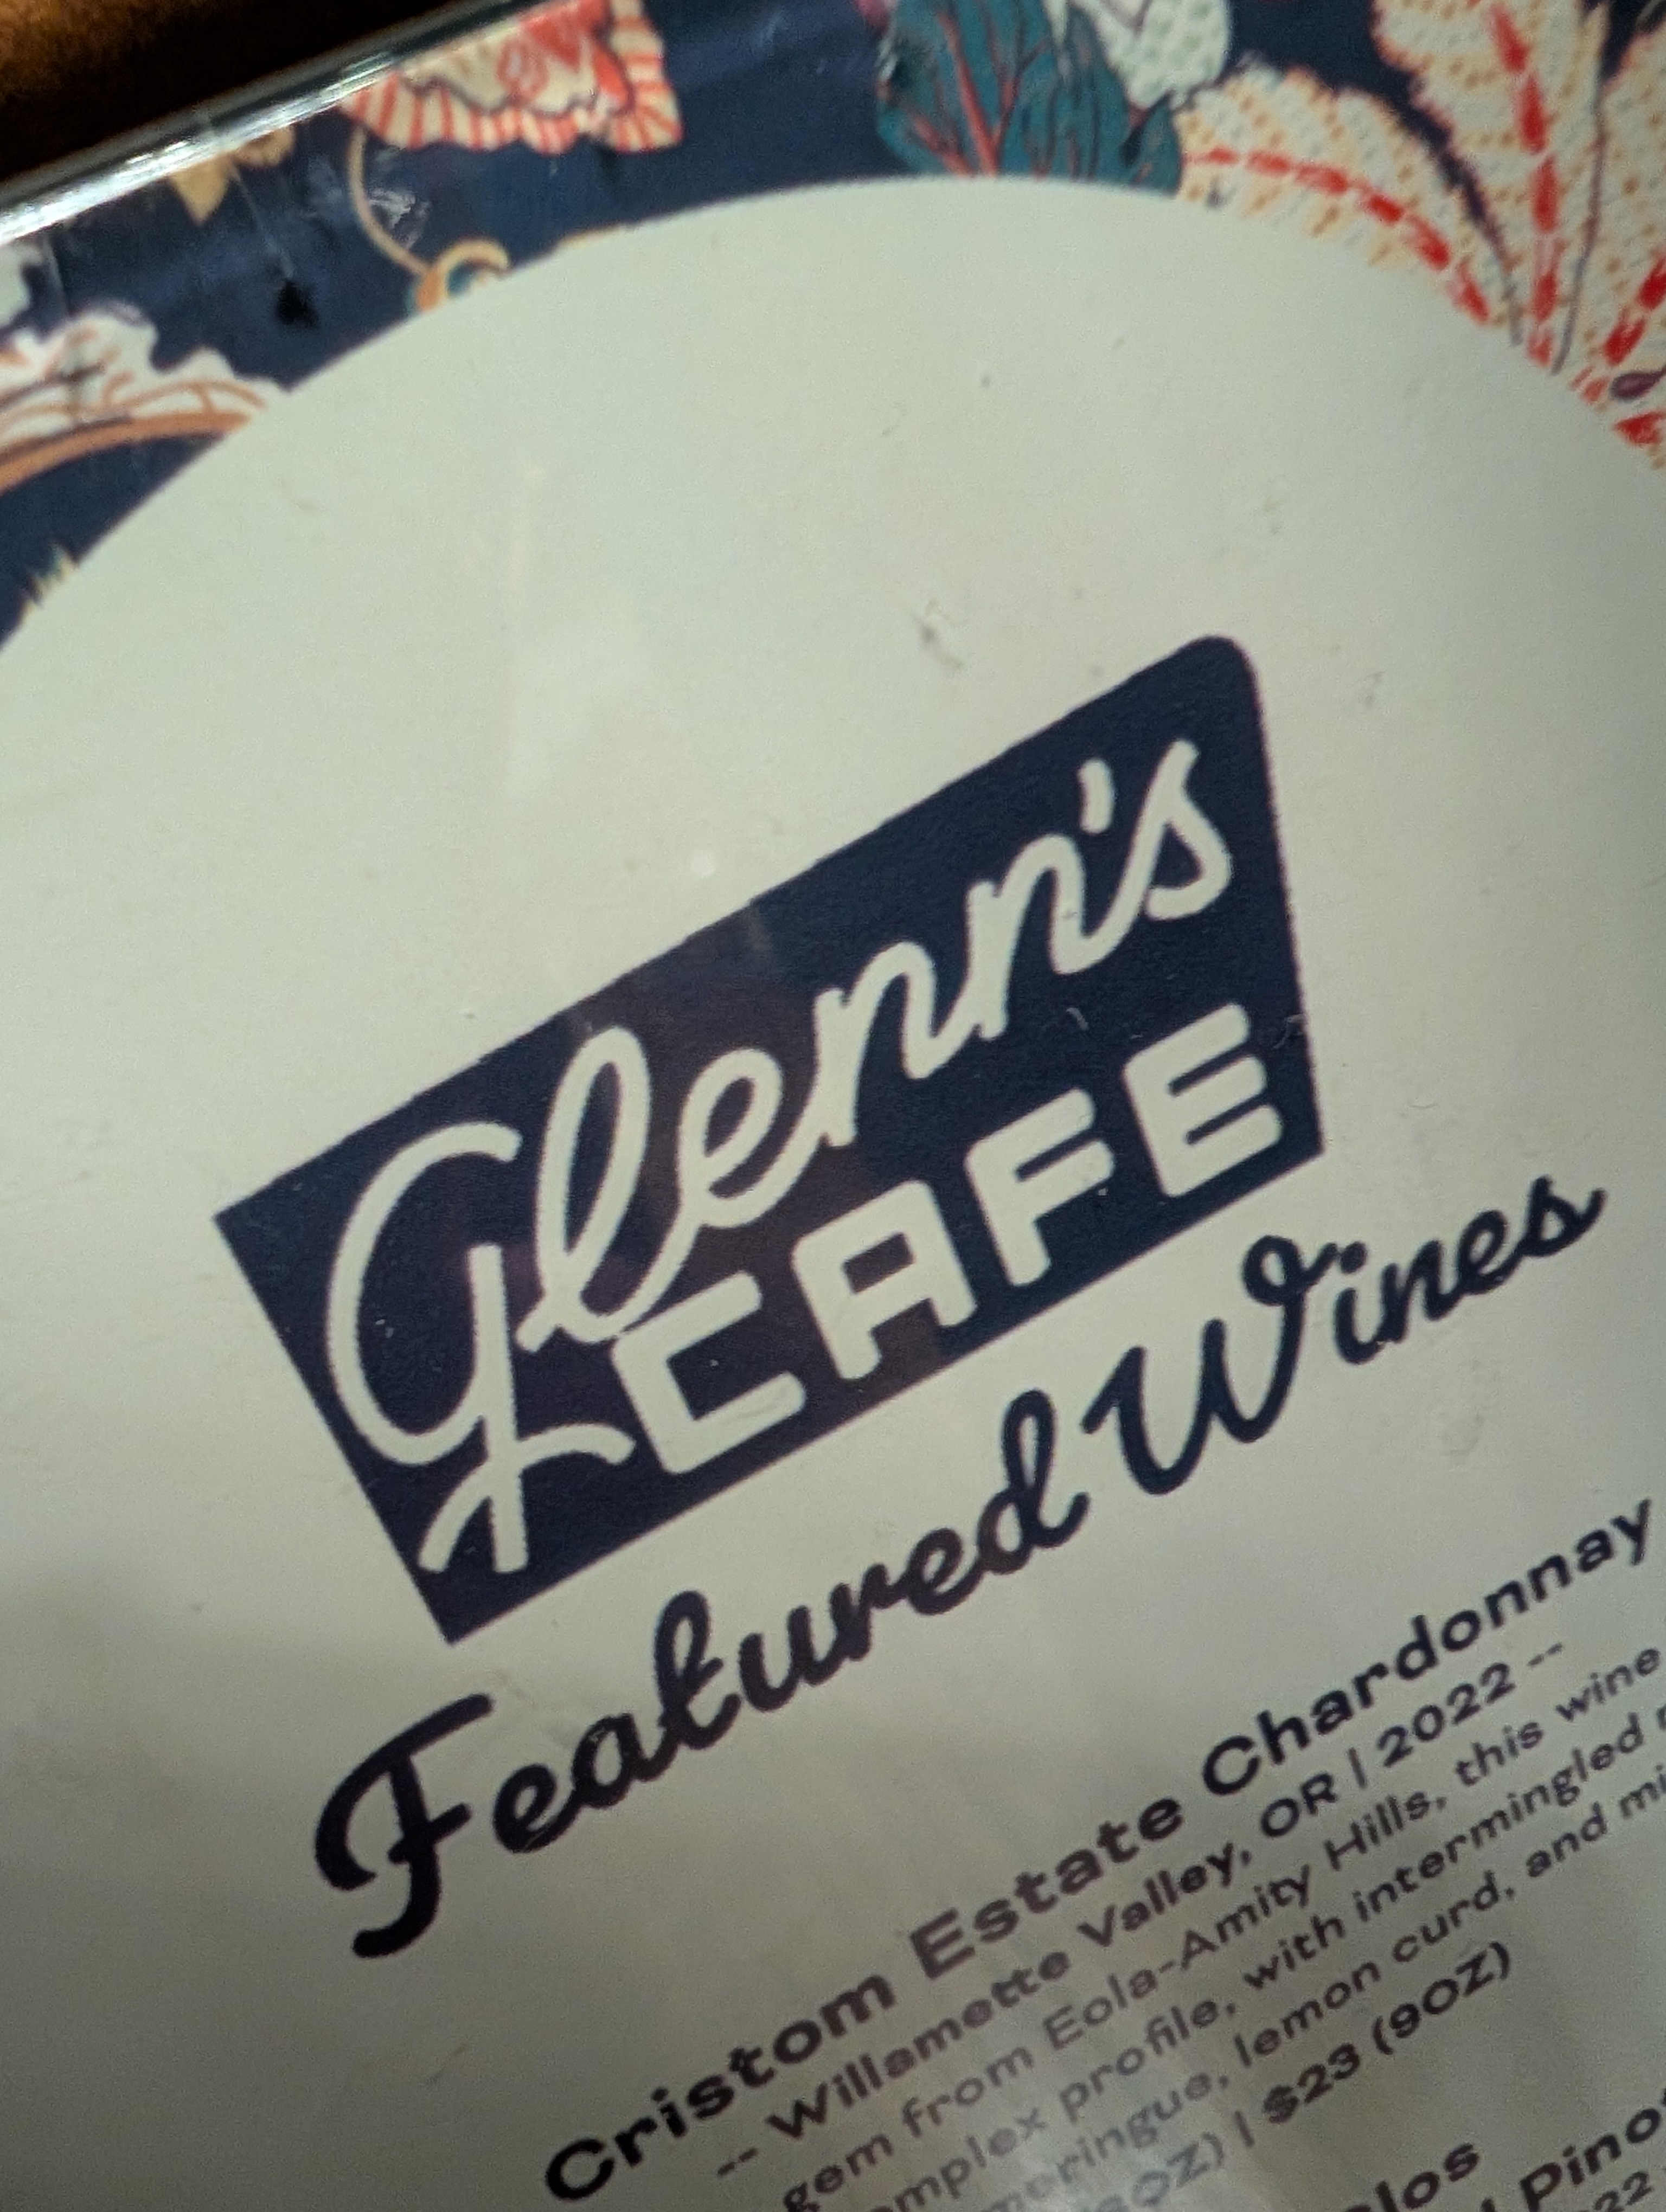 Glenn's
CAFE
Featured Wines
Cristom Estate Chardonnay
-- Willamette Valley, OR | 2022 --
gem from Eola-Amity Hills, this wine
profile, with intermingled
meringue, lemon curd, and
| $23 (9OZ)